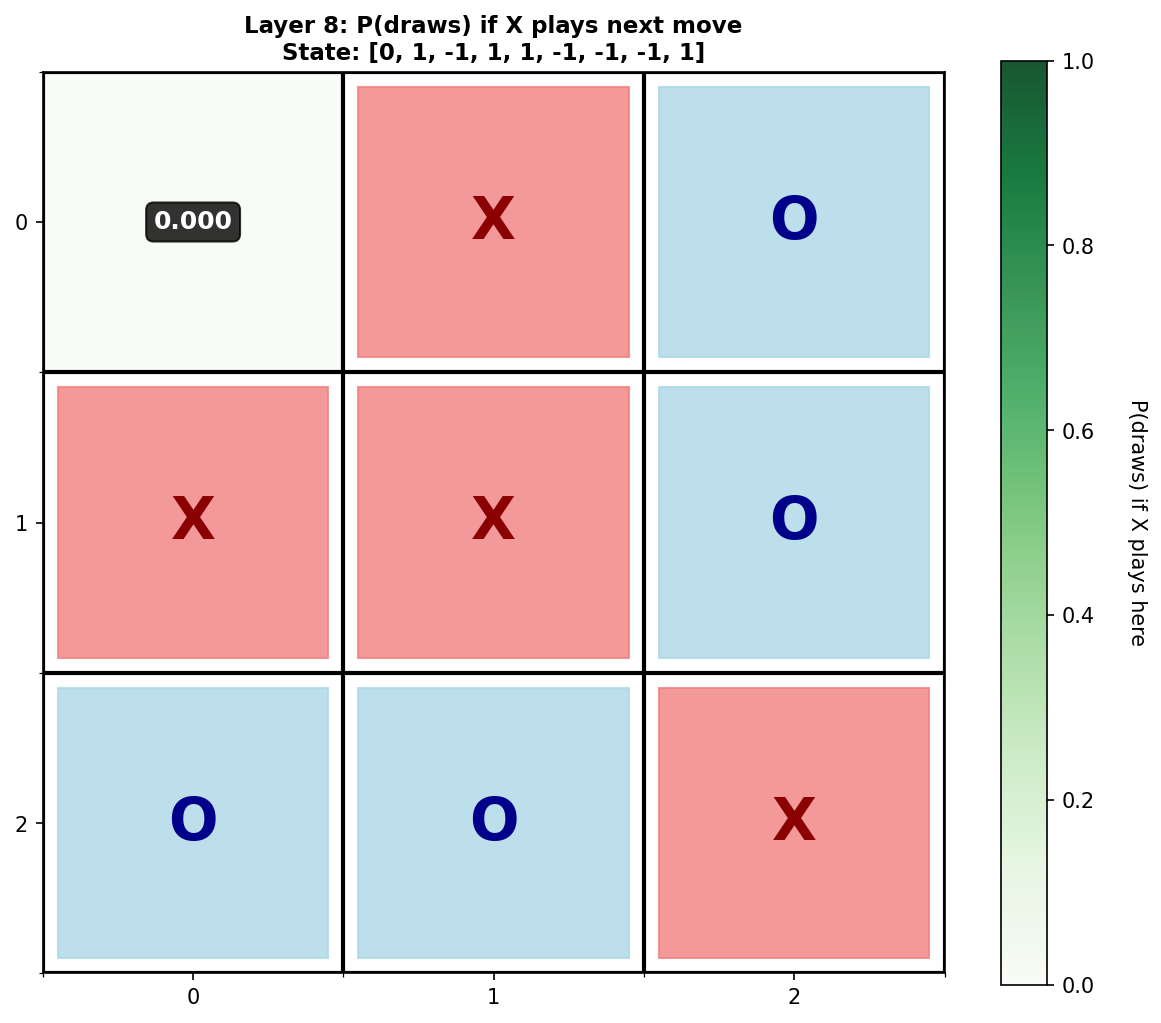 Layer 8: P(draws) if X plays next move
State: [0, 1, -1, 1, 1, -1, -1, -1, 1]
1.0
0.8
0.6
0.4
0.2
0.0
P(draws) if X plays here
0
0.000
X
O
1
X
X
O
2
O
O
X
0
1
2